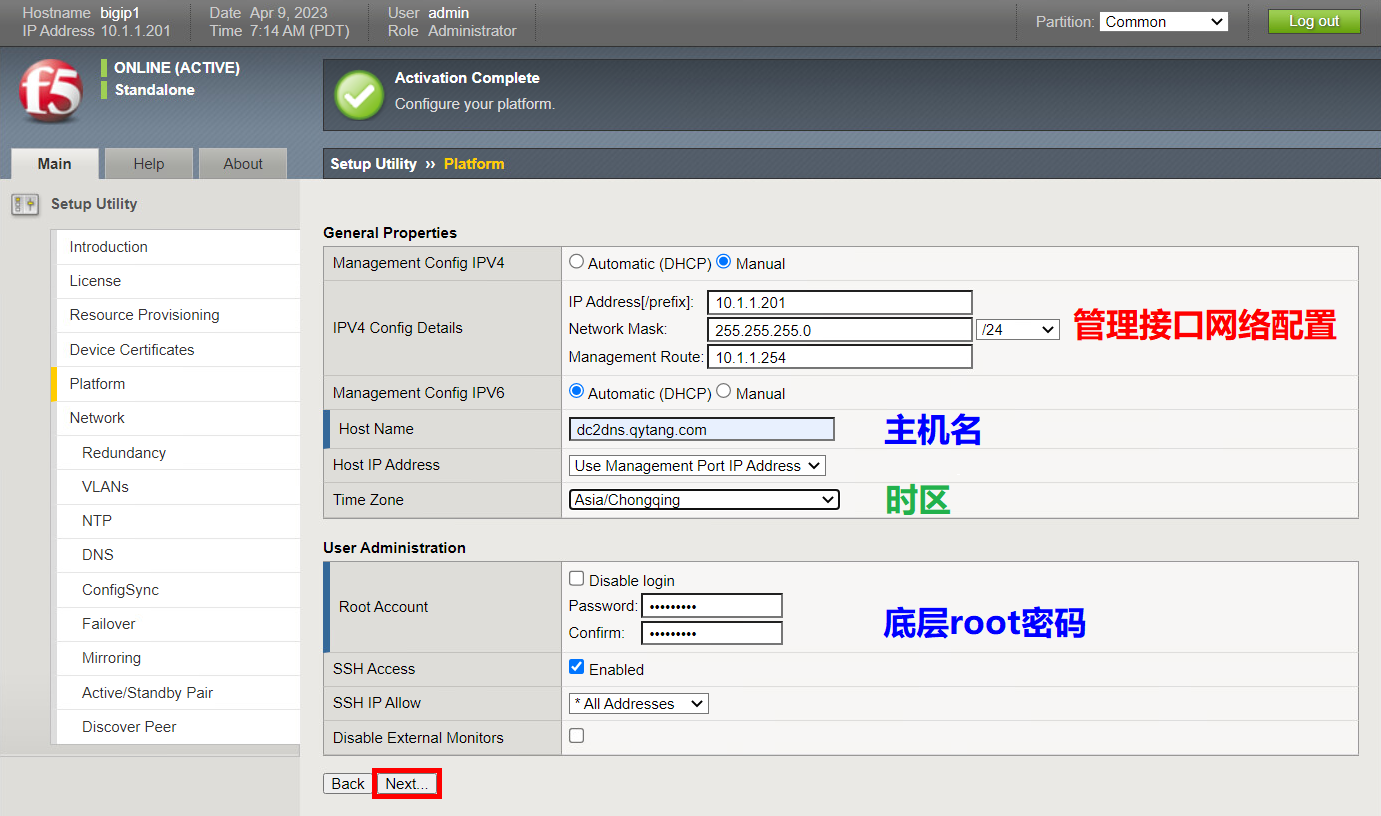 Hostname bigip1 Date Apr 9, 2023 User admin
IP Address 10.1.1.201 Time 7:14 AM (PDT) Role Administrator
Partition: Common Log out
f5
ONLINE (ACTIVE)
Standalone
Activation Complete
Configure your platform.
Main Help About
Setup Utility ›› Platform
Setup Utility
Introduction
License
Resource Provisioning
Device Certificates
Platform
Network
Redundancy
VLANs
NTP
DNS
ConfigSync
Failover
Mirroring
Active/Standby Pair
Discover Peer
General Properties
Management Config IPV4 Automatic (DHCP) Manual
IPV4 Config Details
IP Address[/prefix]: 10.1.1.201
Network Mask: 255.255.255.0 /24
Management Route: 10.1.1.254
管理接口网络配置
Management Config IPV6 Automatic (DHCP) Manual
Host Name dc2dns.qytang.com 主机名
Host IP Address Use Management Port IP Address
Time Zone Asia/Chongqing 时区
User Administration
Root Account
Disable login
Password: •••••••••
Confirm: •••••••••
底层root密码
SSH Access Enabled
SSH IP Allow * All Addresses
Disable External Monitors
Back Next...